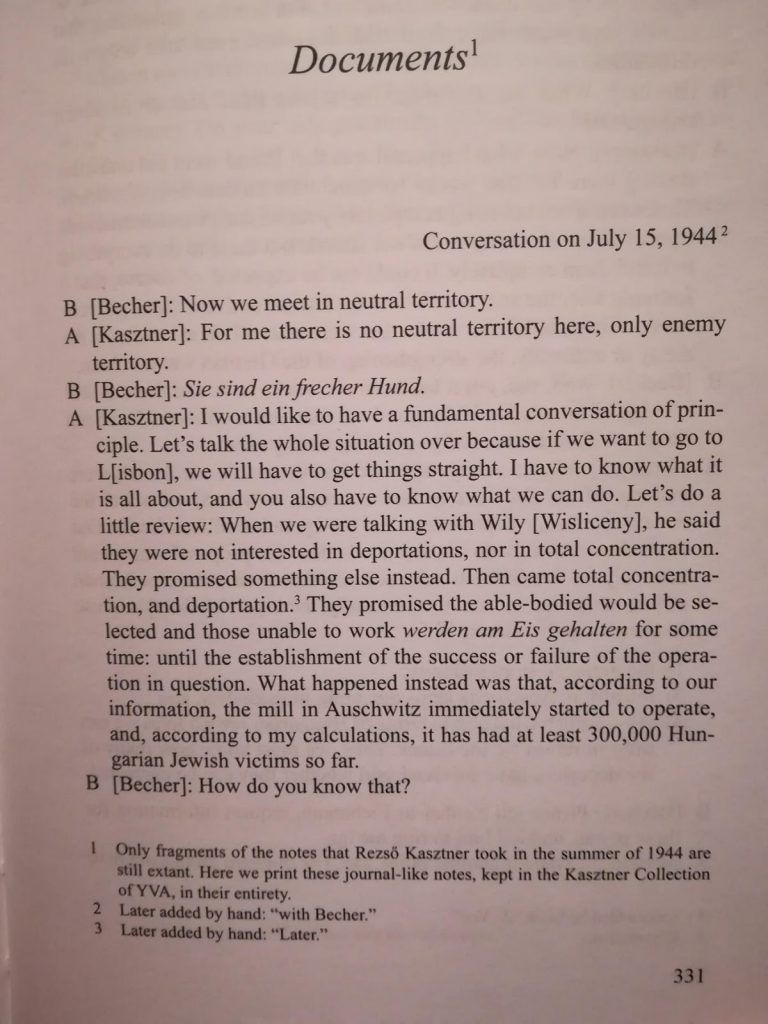 Documents¹
Conversation on July 15, 1944 ²
B [Becher]: Now we meet in neutral territory.
A [Kasztner]: For me there is no neutral territory here, only enemy
territory.
B [Becher]: Sie sind ein frecher Hund.
A [Kasztner]: I would like to have a fundamental conversation of prin-
ciple. Let’s talk the whole situation over because if we want to go to
L[isbon], we will have to get things straight. I have to know what it
is all about, and you also have to know what we can do. Let’s do a
little review: When we were talking with Wily [Wisliceny], he said
they were not interested in deportations, nor in total concentration.
They promised something else instead. Then came total concentra-
tion, and deportation.³ They promised the able-bodied would be se-
lected and those unable to work werden am Eis gehalten for some
time: until the establishment of the success or failure of the opera-
tion in question. What happened instead was that, according to our
information, the mill in Auschwitz immediately started to operate,
and, according to my calculations, it has had at least 300,000 Hun-
garian Jewish victims so far.
B [Becher]: How do you know that?
1 Only fragments of the notes that Rezső Kasztner took in the summer of 1944 are
still extant. Here we print these journal-like notes, kept in the Kasztner Collection
of YVA, in their entirety.
2 Later added by hand: “with Becher.”
3 Later added by hand: “Later.”
331